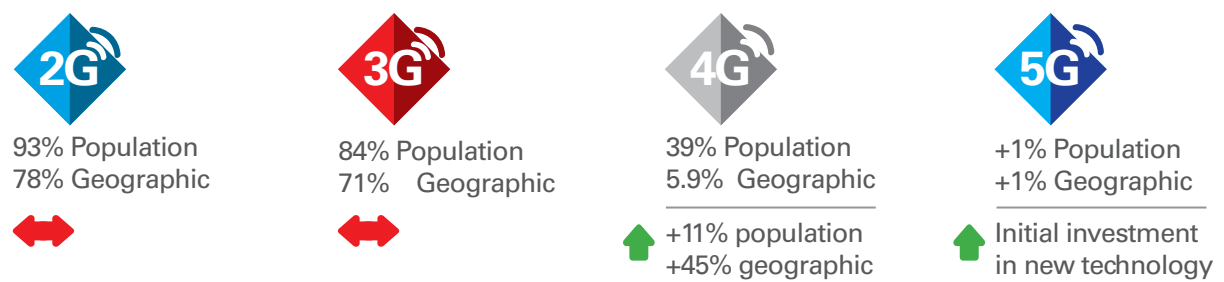 2G
93% Population
78% Geographic
3G
84% Population
71% Geographic
4G
39% Population
5.9% Geographic
+11% population
+45% geographic
5G
+1% Population
+1% Geographic
Initial investment
in new technology